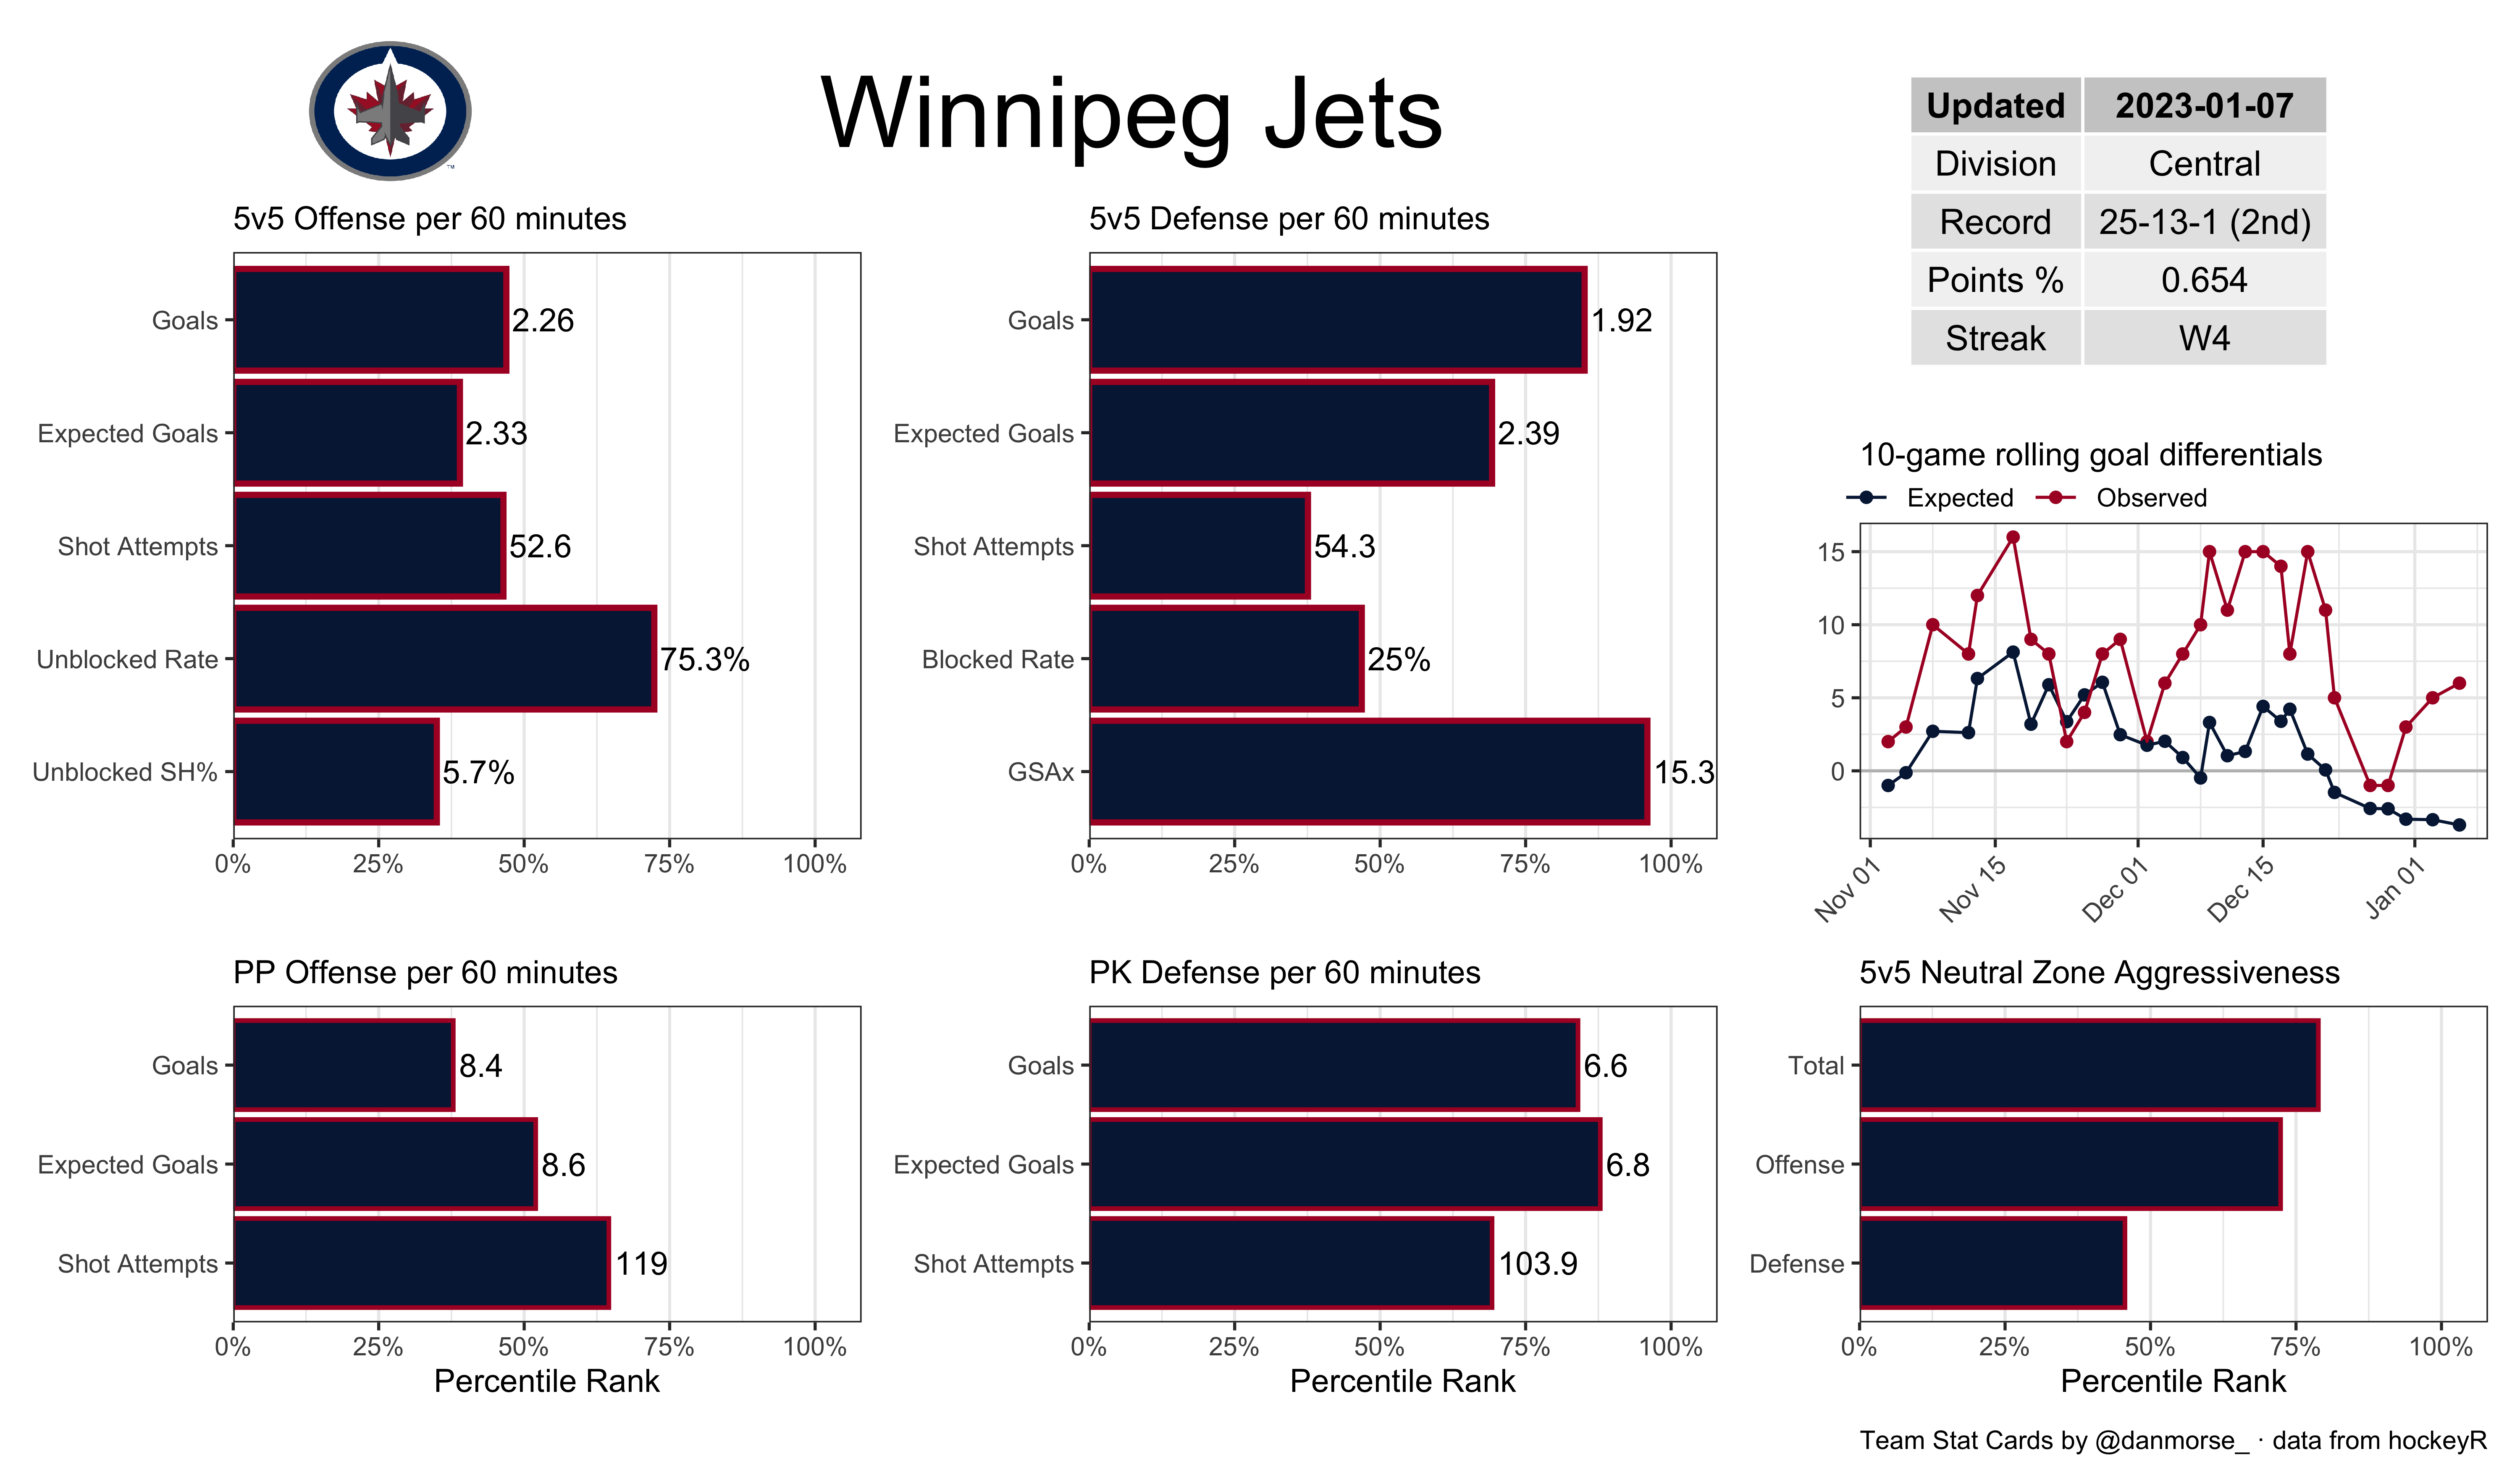 Winnipeg Jets
Updated 2023-01-07
Division Central
Record 25-13-1 (2nd)
Points % 0.654
Streak W4
5v5 Offense per 60 minutes
Goals 2.26
Expected Goals 2.33
Shot Attempts 52.6
Unblocked Rate 75.3%
Unblocked SH% 5.7%
0% 25% 50% 75% 100%
5v5 Defense per 60 minutes
Goals 1.92
Expected Goals 2.39
Shot Attempts 54.3
Blocked Rate 25%
GSAx 15.3
0% 25% 50% 75% 100%
10-game rolling goal differentials
Expected Observed
15
10
5
0
Nov 01 Nov 15 Dec 01 Dec 15 Jan 01
PP Offense per 60 minutes
Goals 8.4
Expected Goals 8.6
Shot Attempts 119
0% 25% 50% 75% 100%
Percentile Rank
PK Defense per 60 minutes
Goals 6.6
Expected Goals 6.8
Shot Attempts 103.9
0% 25% 50% 75% 100%
Percentile Rank
5v5 Neutral Zone Aggressiveness
Total
Offense
Defense
0% 25% 50% 75% 100%
Percentile Rank
Team Stat Cards by @danmorse_ · data from hockeyR